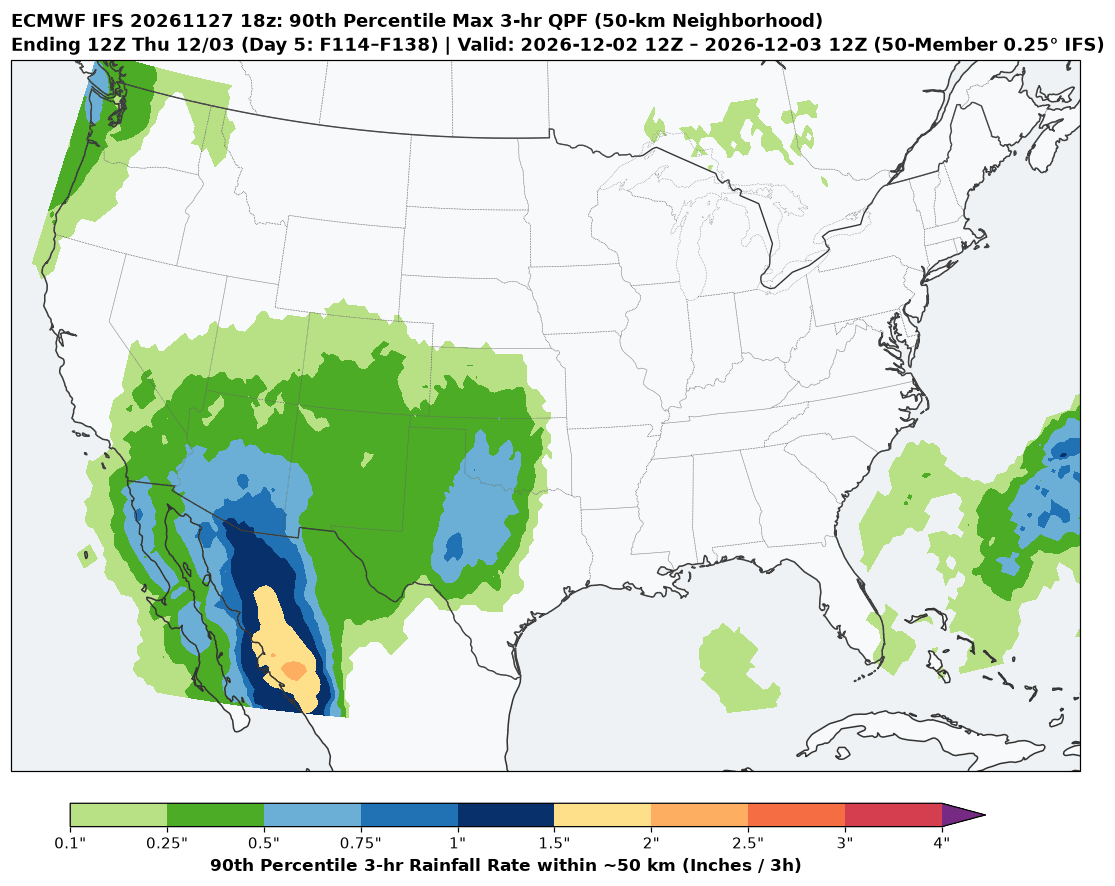 ECMWF IFS 20261127 18z: 90th Percentile Max 3-hr QPF (50-km Neighborhood)
Ending 12Z Thu 12/03 (Day 5: F114–F138) | Valid: 2026-12-02 12Z – 2026-12-03 12Z (50-Member 0.25° IFS)
0.1" 0.25" 0.5" 0.75" 1" 1.5" 2" 2.5" 3" 4"
90th Percentile 3-hr Rainfall Rate within ~50 km (Inches / 3h)